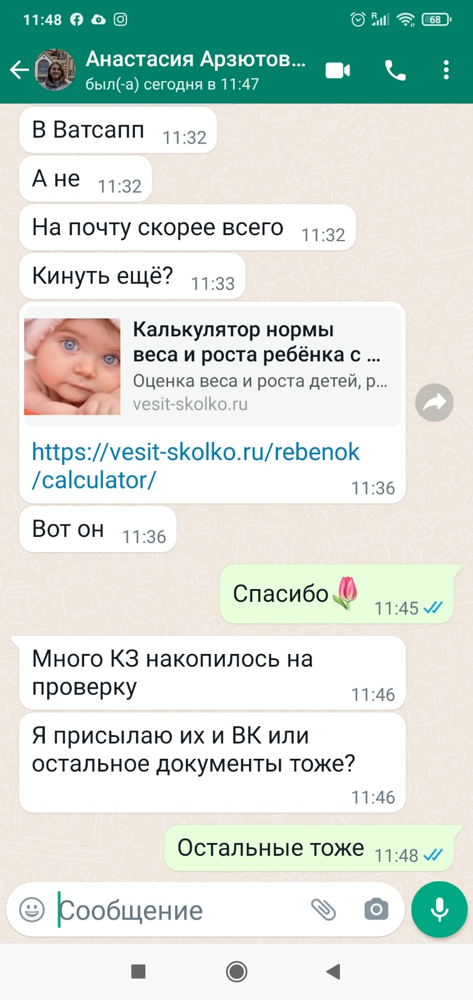 11:48
R
68
Анастасия Арзютов...
был(-а) сегодня в 11:47
В Ватсапп 11:32
А не 11:32
На почту скорее всего 11:32
Кинуть ещё? 11:33
Калькулятор нормы
веса и роста ребёнка с ...
Оценка веса и роста детей, р...
vesit-skolko.ru
https://vesit-skolko.ru/rebenok
/calculator/
11:36
Вот он 11:36
Спасибо🌷 11:45
Много КЗ накопилось на
проверку
11:46
Я присылаю их и ВК или
остальное документы тоже?
11:46
Остальные тоже 11:48
Сообщение